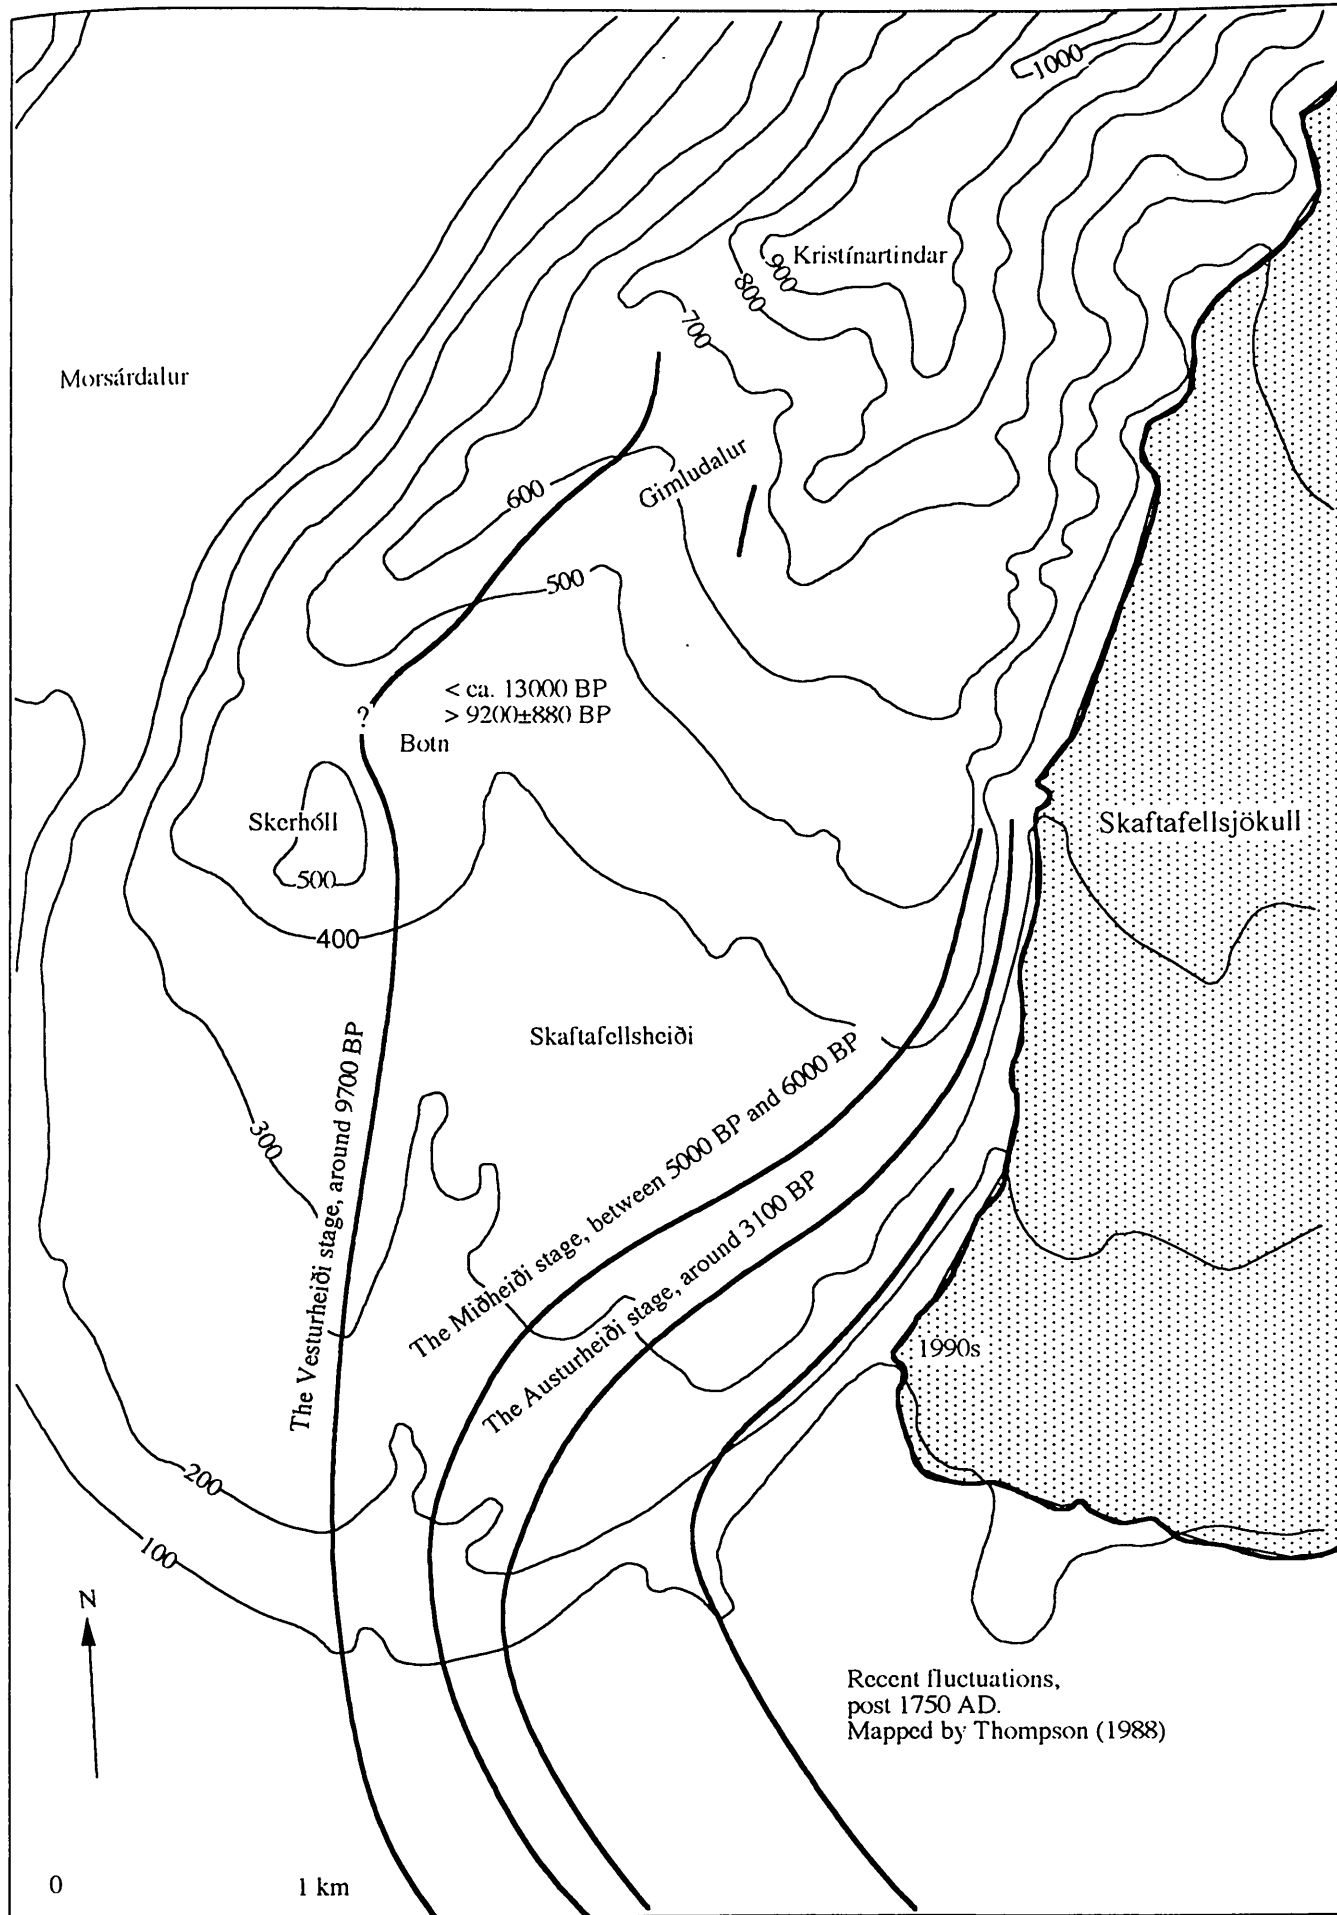 1000
Kristínartindar
900
800
700
Morsárdalur
Gimludalur
600
500
< ca. 13000 BP
> 9200±880 BP
?
Botn
Skerhóll
Skaftafellsjökull
500
400
Skaftafellsheiði
The Vesturheiði stage, around 9700 BP
The Miðheiði stage, between 5000 BP and 6000 BP
300
The Austurheiði stage, around 3100 BP
1990s
200
100
N
Recent fluctuations,
post 1750 AD.
Mapped by Thompson (1988)
0 1 km